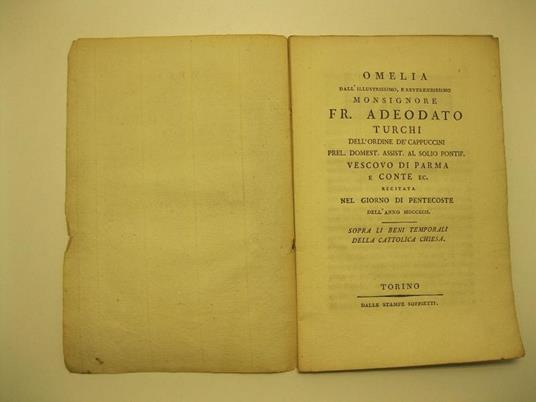 OMELIA
DALL'ILLUSTRISSIMO, E REVERENDISSIMO
MONSIGNORE
FR. ADEODATO
TURCHI
DELL'ORDINE DE' CAPPUCCINI
PREL. DOMEST. ASSIST. AL SOLIO PONTIF.
VESCOVO DI PARMA
E CONTE EC.
RECITATA
NEL GIORNO DI PENTECOSTE
DELL'ANNO MDCCXCII.
SOPRA LI BENI TEMPORALI
DELLA CATTOLICA CHIESA.
TORINO
DALLE STAMPE SOFFIETTI.